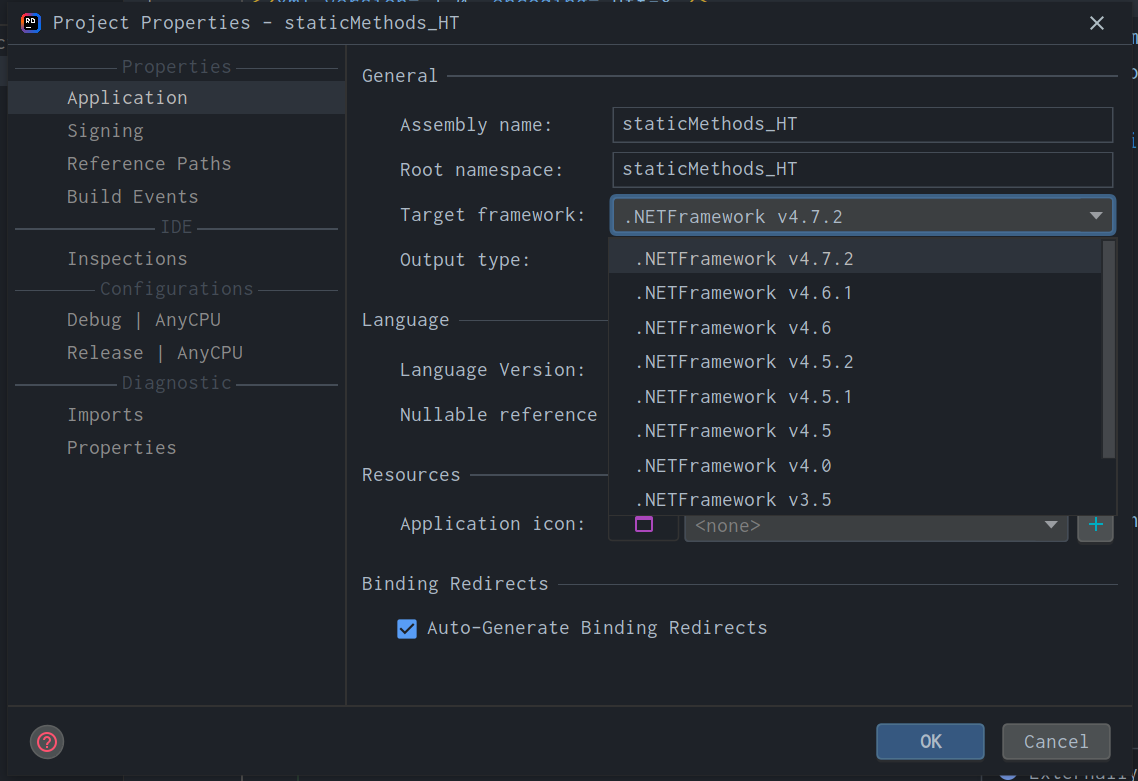 Project Properties - staticMethods_HT
Properties
Application
Signing
Reference Paths
Build Events
IDE
Inspections
Configurations
Debug | AnyCPU
Release | AnyCPU
Diagnostic
Imports
Properties
General
Assembly name: staticMethods_HT
Root namespace: staticMethods_HT
Target framework: .NETFramework v4.7.2
.NETFramework v4.7.2
.NETFramework v4.6.1
.NETFramework v4.6
.NETFramework v4.5.2
.NETFramework v4.5.1
.NETFramework v4.5
.NETFramework v4.0
.NETFramework v3.5
Output type:
Language
Language Version:
Nullable reference
Resources
Application icon: <none>
Binding Redirects
Auto-Generate Binding Redirects
OK
Cancel
Externally